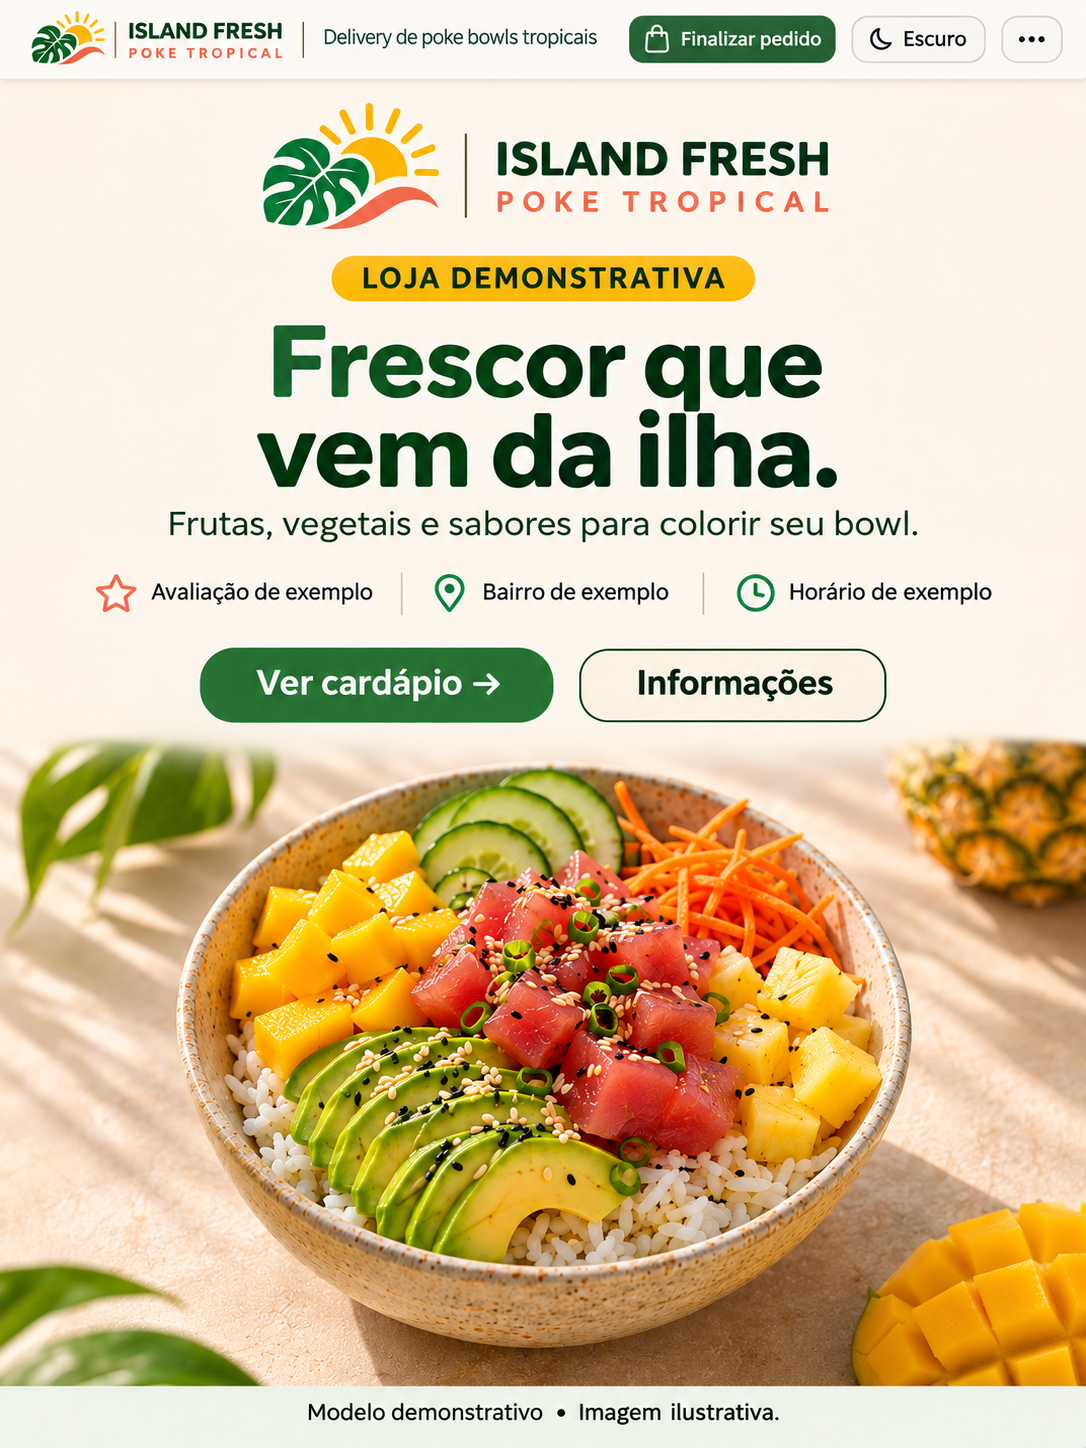 ISLAND FRESH
POKE TROPICAL
Delivery de poke bowls tropicais
Finalizar pedido
Escuro
ISLAND FRESH
POKE TROPICAL
LOJA DEMONSTRATIVA
Frescor que
vem da ilha.
Frutas, vegetais e sabores para colorir seu bowl.
Avaliação de exemplo
Bairro de exemplo
Horário de exemplo
Ver cardápio →
Informações
Modelo demonstrativo • Imagem ilustrativa.